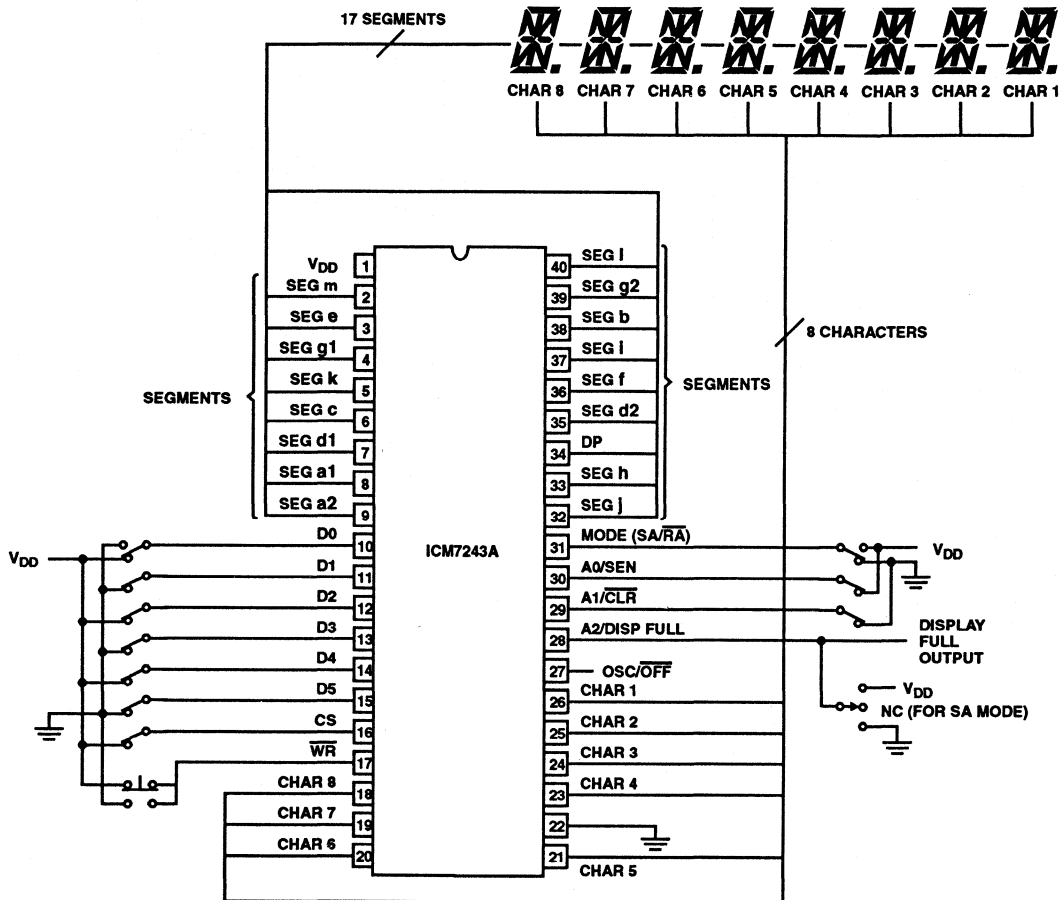 17 SEGMENTS
CHAR 8 CHAR 7 CHAR 6 CHAR 5 CHAR 4 CHAR 3 CHAR 2 CHAR 1
8 CHARACTERS
SEGMENTS
VDD 1
SEG m 2
SEG e 3
SEG g1 4
SEG k 5
SEG c 6
SEG d1 7
SEG a1 8
SEG a2 9
VDD
D0 10
D1 11
D2 12
D3 13
D4 14
D5 15
CS 16
W̅R̅ 17
CHAR 8 18
CHAR 7 19
CHAR 6 20
ICM7243A
40 SEG l
39 SEG g2
38 SEG b
37 SEG i
36 SEG f
35 SEG d2
34 DP
33 SEG h
32 SEG j
SEGMENTS
31 MODE (SA/R̅A̅)
VDD
30 A0/SEN
29 A1/C̅L̅R̅
28 A2/DISP FULL
DISPLAY
FULL
OUTPUT
27 OSC/O̅F̅F̅
VDD
NC (FOR SA MODE)
26 CHAR 1
25 CHAR 2
24 CHAR 3
23 CHAR 4
22
21 CHAR 5